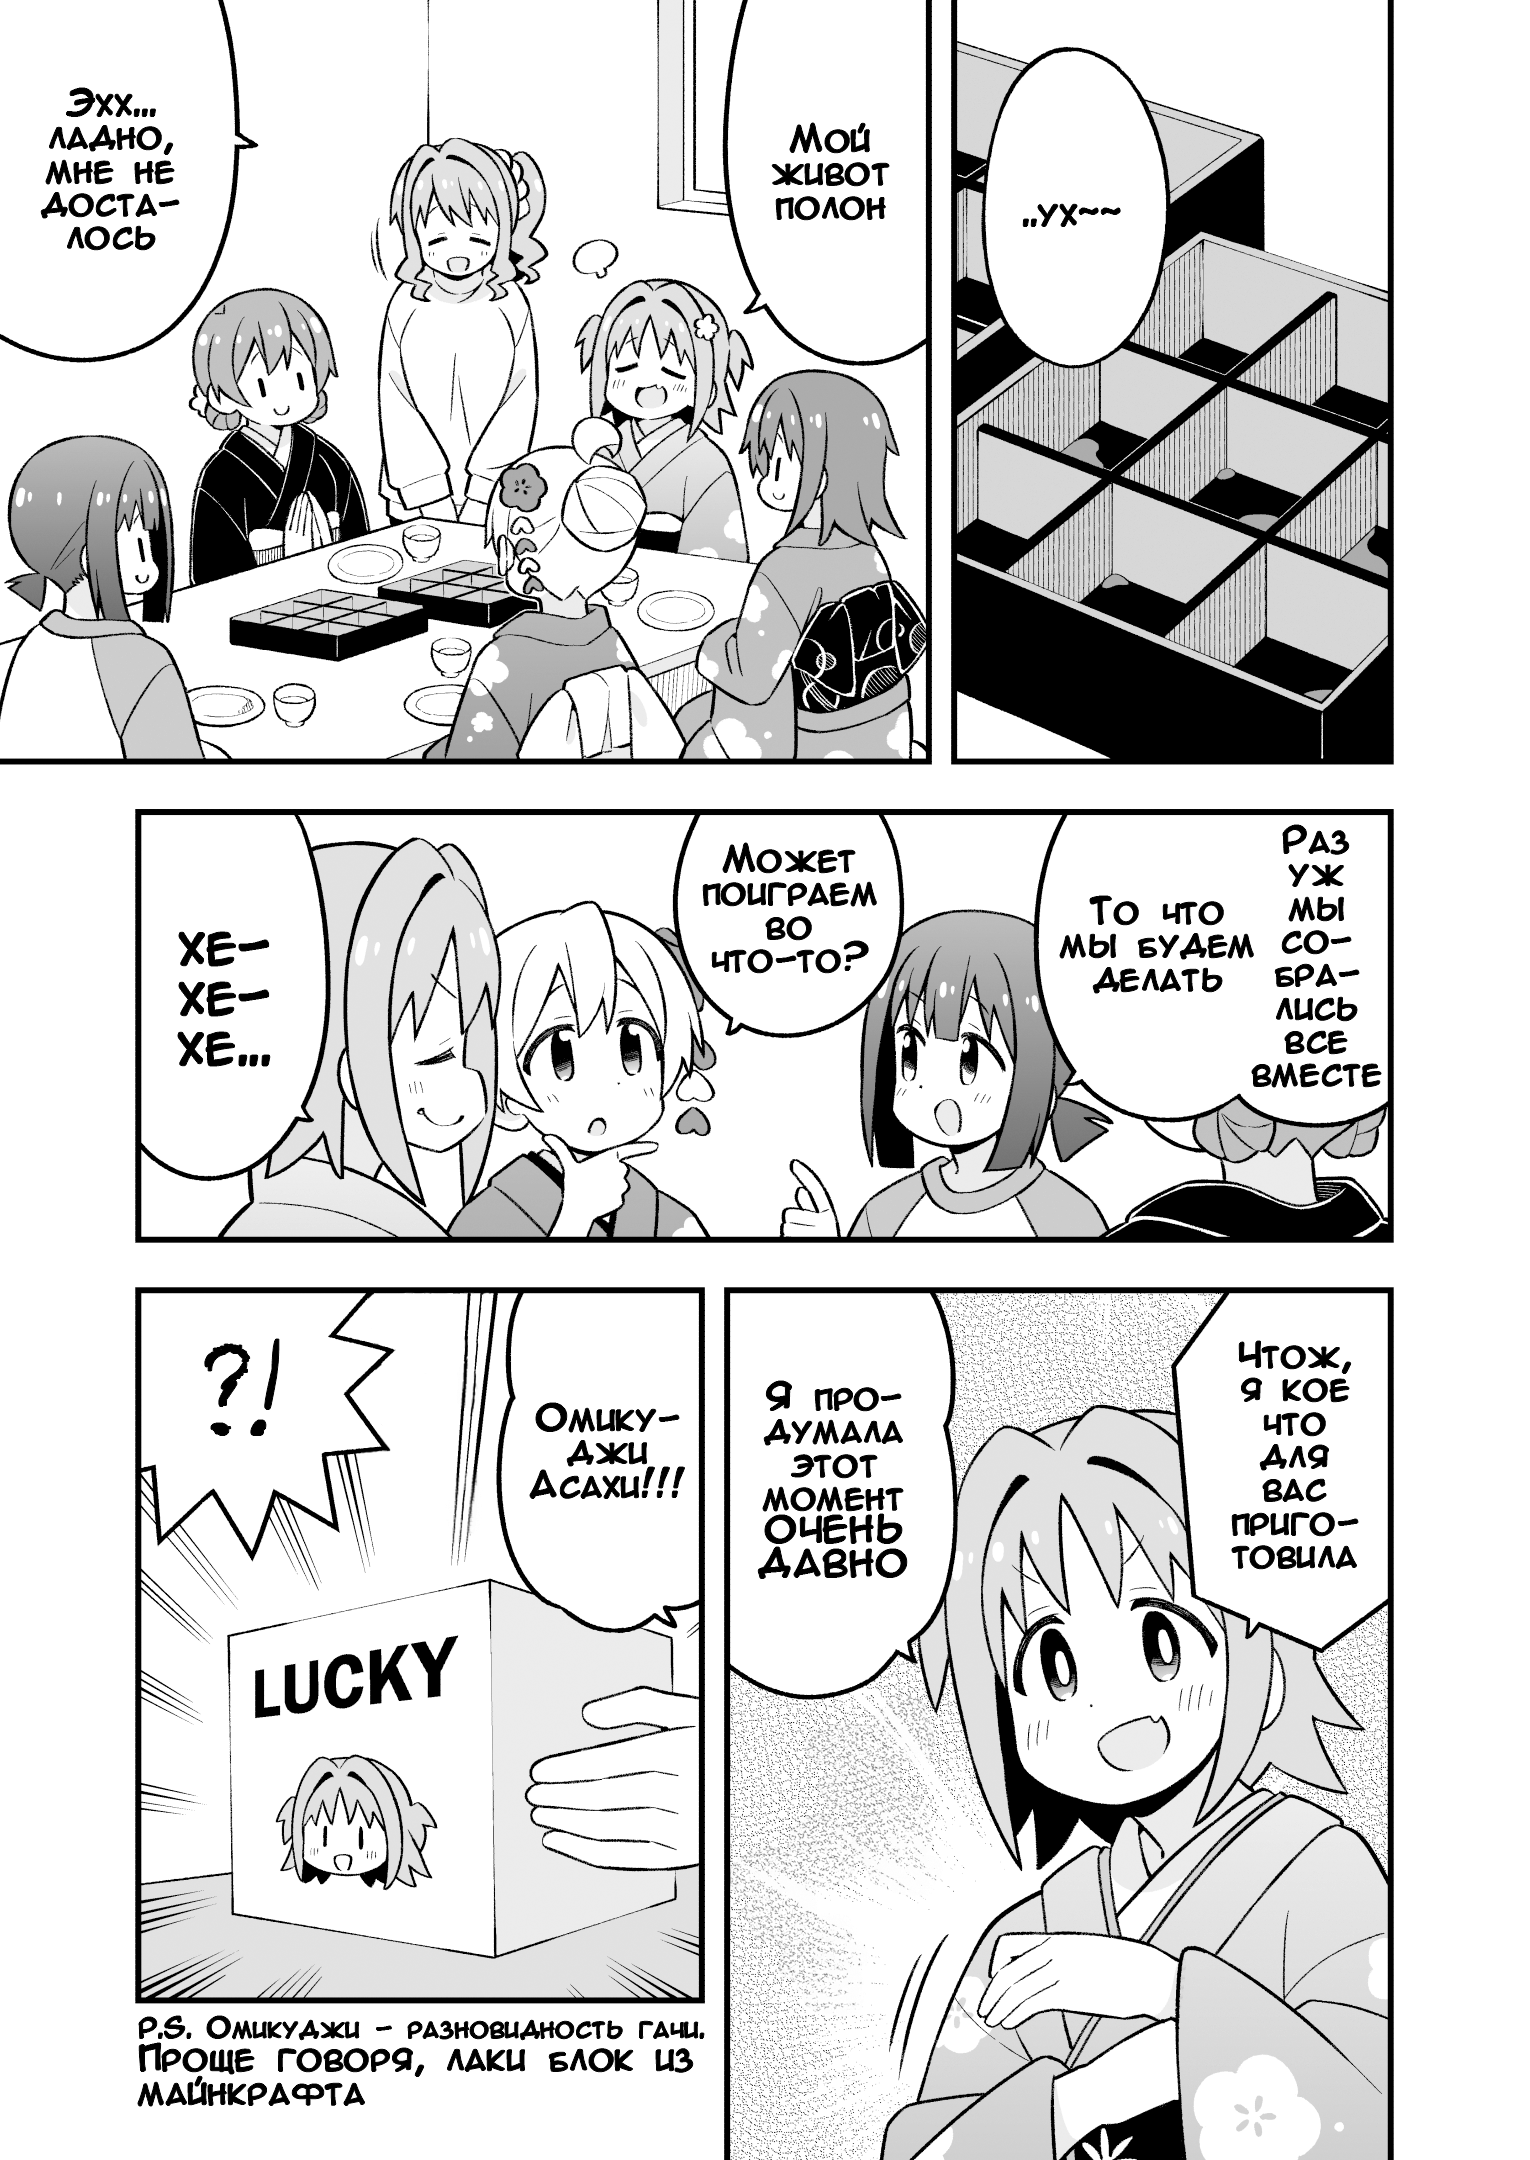 ..ух~~
Мой
живот
полон
Эхх...
ладно,
мне не
доста-
лось
Раз
уж
мы
со-
бра-
лись
все
вместе
То что
мы будем
делать
Может
поиграем
во
что-то?
хе-
хе-
хе...
Чтож,
я кое
что
для
вас
приго-
товила
Я про-
думала
этот
момент
ОЧЕНЬ
ДАВНО
Омику-
джи
Асахи!!!
?!
LUCKY
P.S. Омикуджи - разновидность гачи.
Проще говоря, лаки блок из
майнкрафта